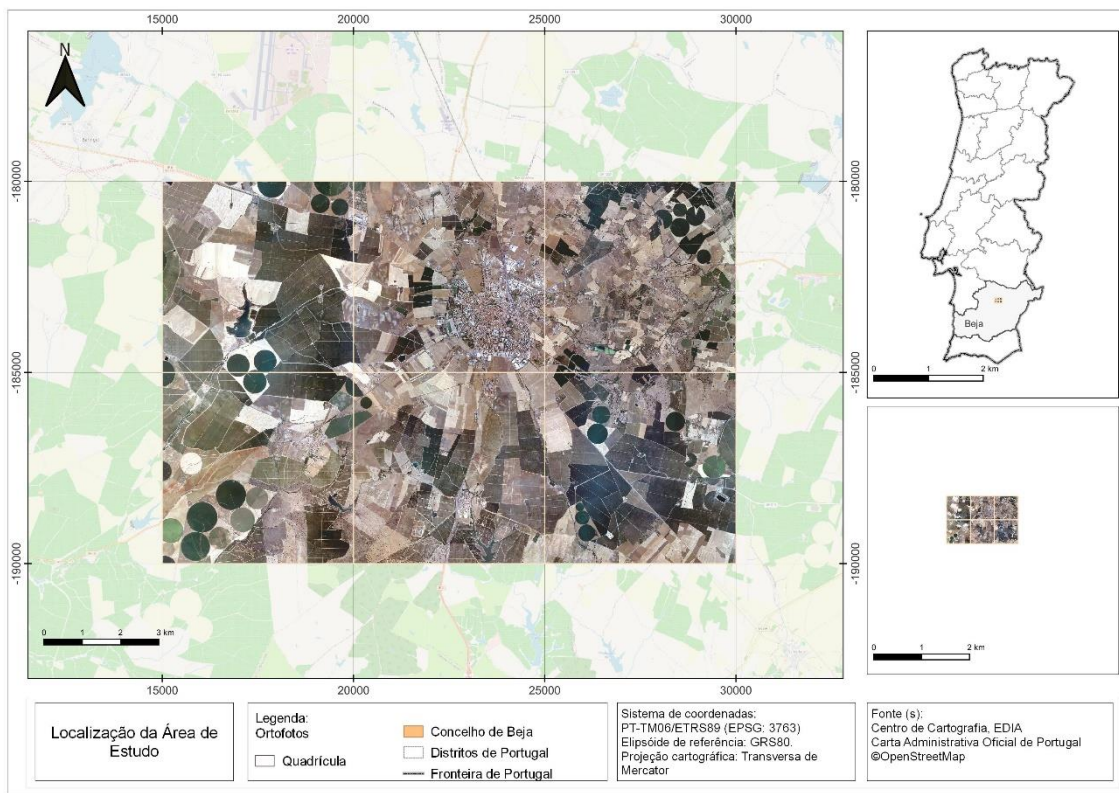 15000 20000 25000 30000
N
-180000
-185000
-190000
-180000
-185000
-190000
0 1 2 3 km
15000 20000 25000 30000
Beja
0 1 2 km
0 1 2 km
Localização da Área de
Estudo
Legenda:
Ortofotos
Quadrícula
Concelho de Beja
Distritos de Portugal
Fronteira de Portugal
Sistema de coordenadas:
PT-TM06/ETRS89 (EPSG: 3763)
Elipsóide de referência: GRS80.
Projeção cartográfica: Transversa de
Mercator
Fonte (s):
Centro de Cartografia, EDIA
Carta Administrativa Oficial de Portugal
©OpenStreetMap